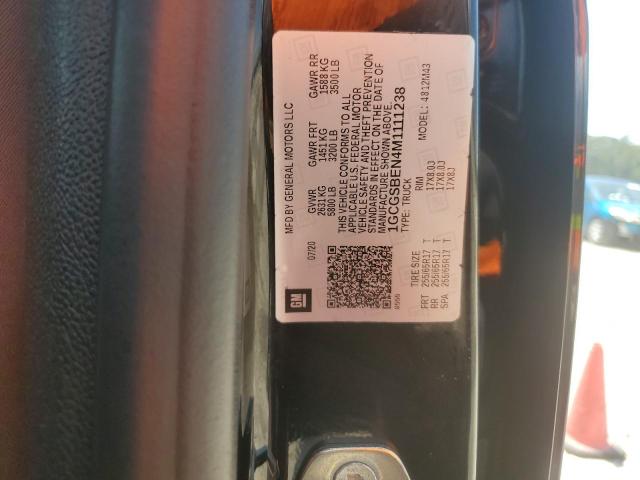 MFD BY GENERAL MOTORS LLC
07/20
GVWR GAWR FRT GAWR RR
2631 KG 1451 KG 1588 KG
5800 LB 3200 LB 3500 LB
THIS VEHICLE CONFORMS TO ALL
APPLICABLE U.S. FEDERAL MOTOR
VEHICLE SAFETY AND THEFT PREVENTION
STANDARDS IN EFFECT ON THE DATE OF
MANUFACTURE SHOWN ABOVE.
1GCGSBEN4M1111238
TYPE: TRUCK MODEL: 4812M43
TIRE SIZE RIM
FRT 255/65R17 T 17X8.0J
RR 255/65R17 T 17X8.0J
SPA 255/65R17 T 17X8J
GM